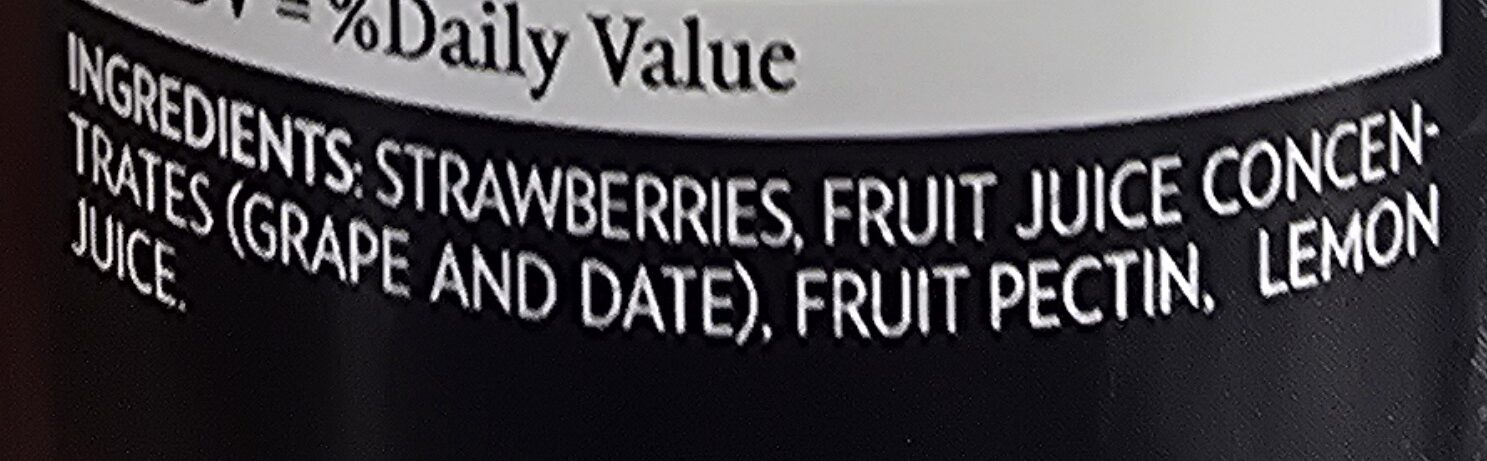 = %Daily Value
INGREDIENTS: STRAWBERRIES, FRUIT JUICE CONCEN-
TRATES (GRAPE AND DATE), FRUIT PECTIN, LEMON
JUICE.